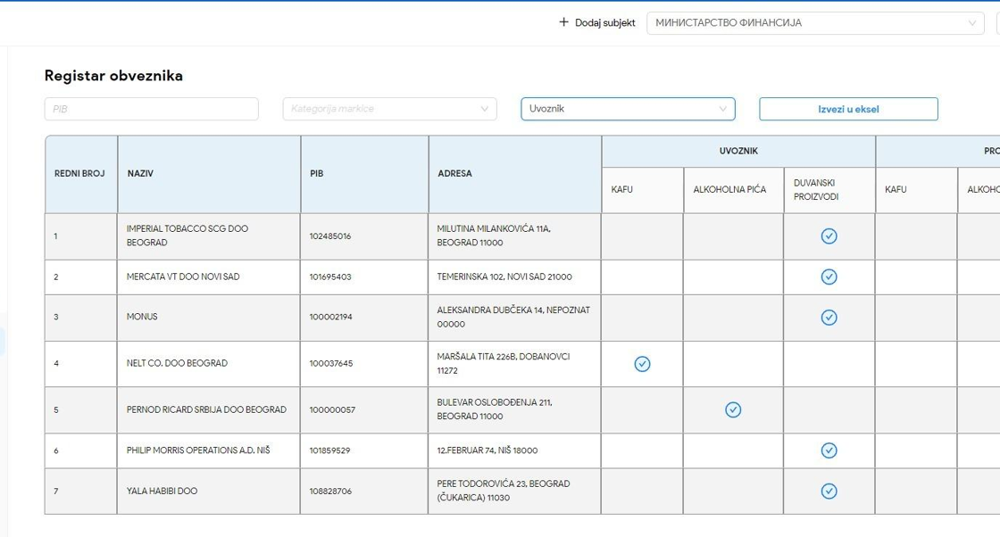 + Dodaj subjekt
МИНИСТАРСТВО ФИНАНСИЈА
Registar obveznika
PIB
Kategorija markice
Uvoznik
Izvezi u eksel
REDNI BROJ
NAZIV
PIB
ADRESA
UVOZNIK
PRO
KAFU
ALKOHOLNA PIĆA
DUVANSKI
PROIZVODI
KAFU
ALKOHO
1
IMPERIAL TOBACCO SCG DOO
BEOGRAD
102485016
MILUTINA MILANKOVIĆA 11A,
BEOGRAD 11000
2
MERCATA VT DOO NOVI SAD
101695403
TEMERINSKA 102, NOVI SAD 21000
3
MONUS
100002194
ALEKSANDRA DUBČEKA 14, NEPOZNAT
00000
4
NELT CO. DOO BEOGRAD
100037645
MARŠALA TITA 226B, DOBANOVCI
11272
5
PERNOD RICARD SRBIJA DOO BEOGRAD
100000057
BULEVAR OSLOBOĐENJA 211,
BEOGRAD 11000
6
PHILIP MORRIS OPERATIONS A.D. NIŠ
101859529
12.FEBRUAR 74, NIŠ 18000
7
YALA HABIBI DOO
108828706
PERE TODOROVIĆA 23, BEOGRAD
(ČUKARICA) 11030